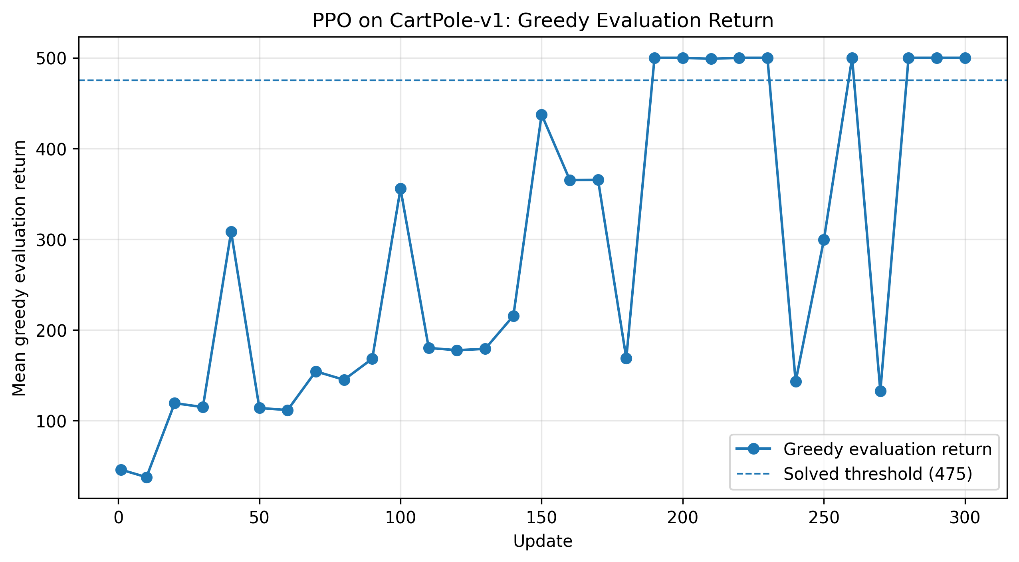 PPO on CartPole-v1: Greedy Evaluation Return
Mean greedy evaluation return
500
400
300
200
100
0
50
100
150
200
250
300
Update
Greedy evaluation return
Solved threshold (475)